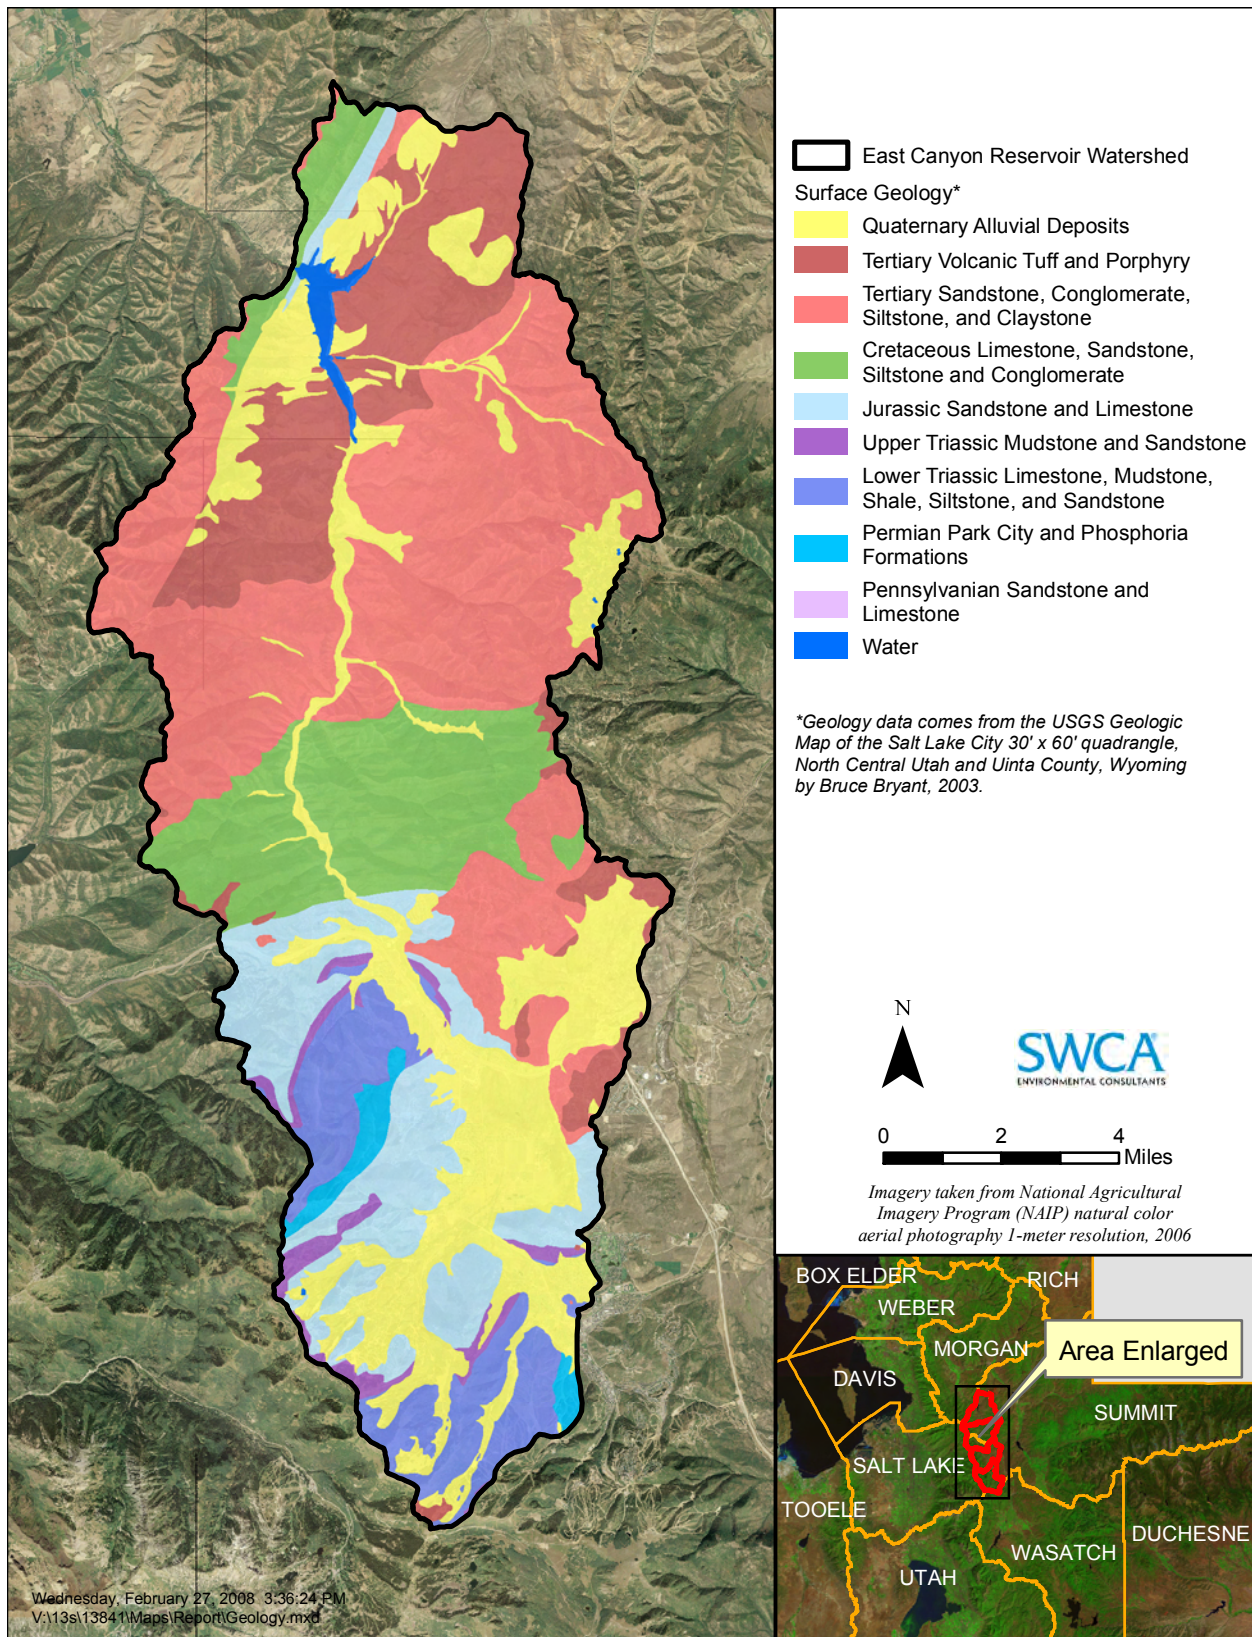 East Canyon Reservoir Watershed
Surface Geology*
Quaternary Alluvial Deposits
Tertiary Volcanic Tuff and Porphyry
Tertiary Sandstone, Conglomerate,
Siltstone, and Claystone
Cretaceous Limestone, Sandstone,
Siltstone and Conglomerate
Jurassic Sandstone and Limestone
Upper Triassic Mudstone and Sandstone
Lower Triassic Limestone, Mudstone,
Shale, Siltstone, and Sandstone
Permian Park City and Phosphoria
Formations
Pennsylvanian Sandstone and
Limestone
Water
*Geology data comes from the USGS Geologic
Map of the Salt Lake City 30' x 60' quadrangle,
North Central Utah and Uinta County, Wyoming
by Bruce Bryant, 2003.
N
SWCA®
ENVIRONMENTAL CONSULTANTS
0 2 4
Miles
Imagery taken from National Agricultural
Imagery Program (NAIP) natural color
aerial photography 1-meter resolution, 2006
BOX ELDER
RICH
WEBER
MORGAN
Area Enlarged
DAVIS
SUMMIT
SALT LAKE
TOOELE
DUCHESNE
WASATCH
UTAH
Wednesday, February 27, 2008 3:36:24 PM
V:\13s\13841\Maps\Report\Geology.mxd